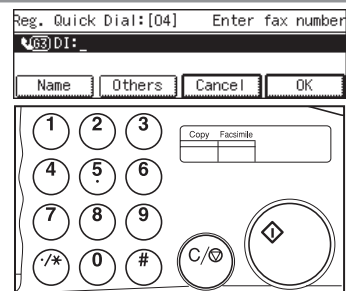 Reg. Quick Dial:[04] Enter fax number
G3 DI:_
Name Others Cancel OK
1 2 3
Copy Facsimile
4 5 6
7 8 9
·/* 0 # C/